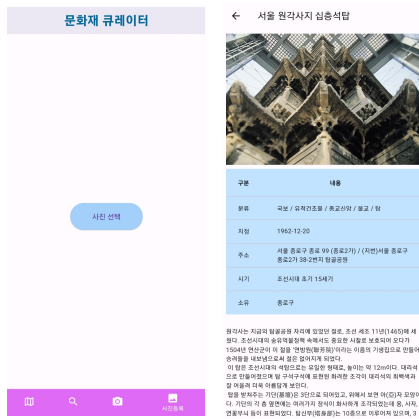 문화재 큐레이터
사진 선택
사진등록
서울 원각사지 십층석탑
구분 내용
분류 국보 / 유적건조물 / 종교신앙 / 불교 / 탑
지정 1962-12-20
주소 서울 종로구 종로 99 (종로2가) / (지번)서울 종로구
종로2가 38-2번지 탑골공원
시기 조선시대 초기 15세기
소유 종로구
원각사는 지금의 탑골공원 자리에 있었던 절로, 조선 세조 11년(1465)에 세
웠다. 조선시대의 숭유억불정책 속에서도 중요한 사찰로 보호되어 오다가
1504년 연산군이 이 절을 '연방원(聯芳院)'이라는 이름의 기생집으로 만들어
승려들을 내보냄으로써 절은 없어지게 되었다.
이 탑은 조선시대의 석탑으로는 유일한 형태로, 높이는 약 12m이다. 대리석
으로 만들어졌으며 탑 구석구석에 표현된 화려한 조각이 대리석의 회백색과
잘 어울려 더욱 아름답게 보인다.
탑을 받쳐주는 기단(基壇)은 3단으로 되어있고, 위에서 보면 아(亞)자 모양이
다. 기단의 각 층 옆면에는 여러가지 장식이 화사하게 조각되었는데 용, 사자,
연꽃무늬 등이 표현되었다. 탑신부(塔身部)는 10층으로 이루어져 있으며, 3